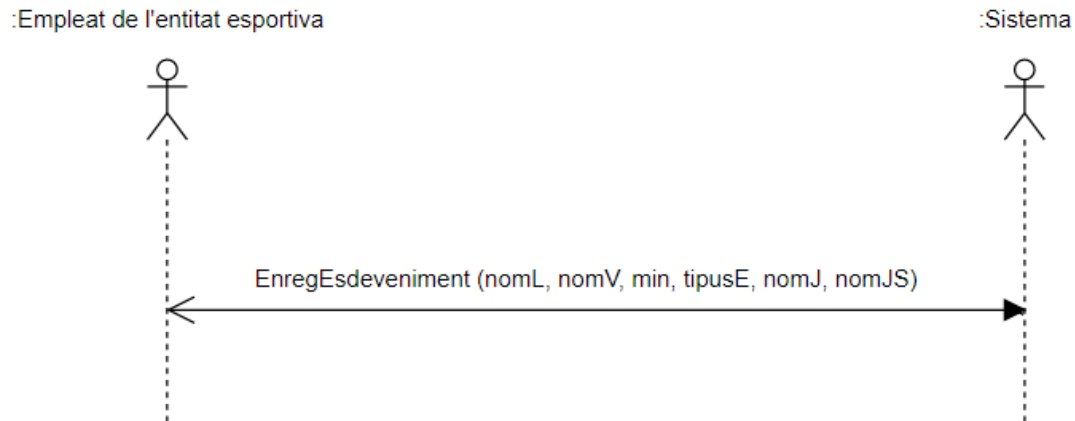 :Empleat de l'entitat esportiva
:Sistema
EnregEsdeveniment (nomL, nomV, min, tipusE, nomJ, nomJS)